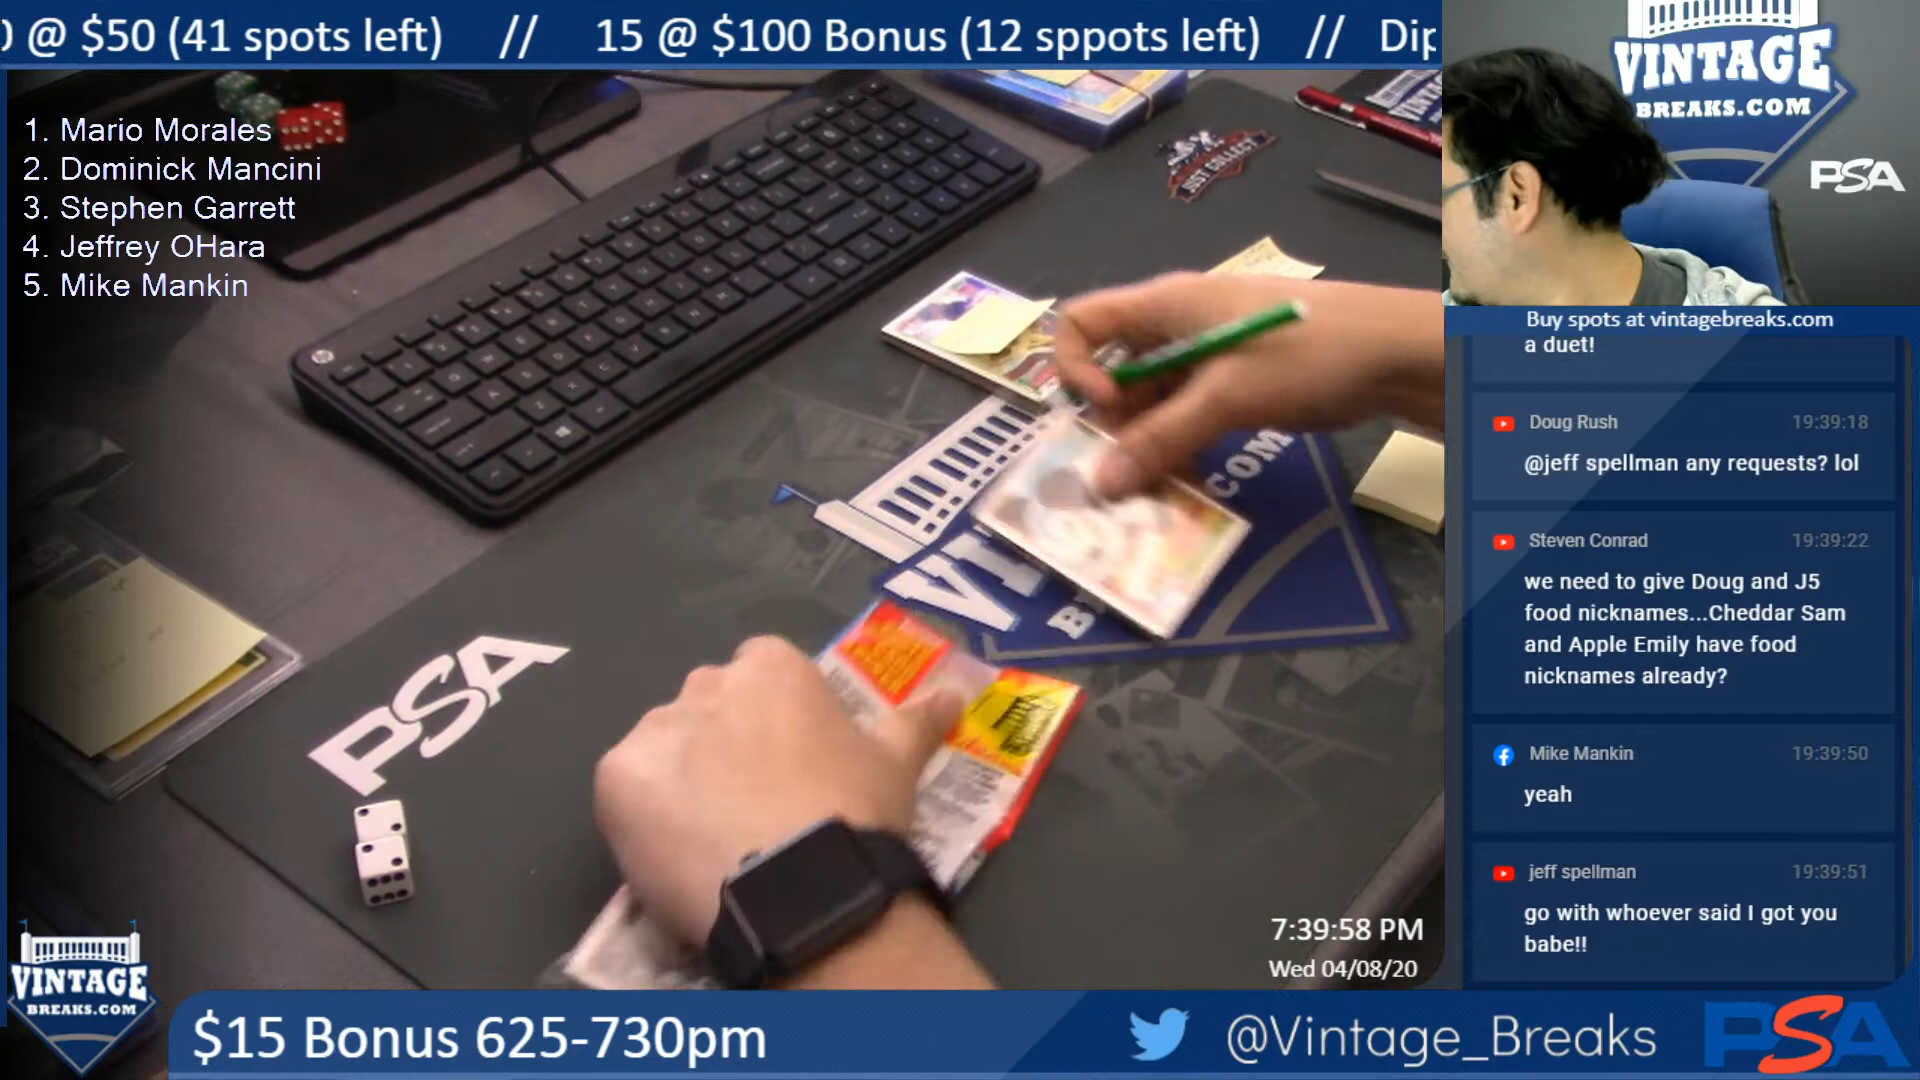 @ $50 (41 spots left) // 15 @ $100 Bonus (12 sppots left) // Dip
1. Mario Morales
2. Dominick Mancini
3. Stephen Garrett
4. Jeffrey OHara
5. Mike Mankin
JUST COLLECT
VINTAGE
BREAKS.COM
PSA
Buy spots at vintagebreaks.com
a duet!
Doug Rush 19:39:18
@jeff spellman any requests? lol
Steven Conrad 19:39:22
we need to give Doug and J5
food nicknames...Cheddar Sam
and Apple Emily have food
nicknames already?
Mike Mankin 19:39:50
yeah
jeff spellman 19:39:51
go with whoever said I got you
babe!!
COM
VI
B
PSA
7:39:58 PM
Wed 04/08/20
VINTAGE
BREAKS.COM
$15 Bonus 625-730pm
@Vintage_Breaks
PSA